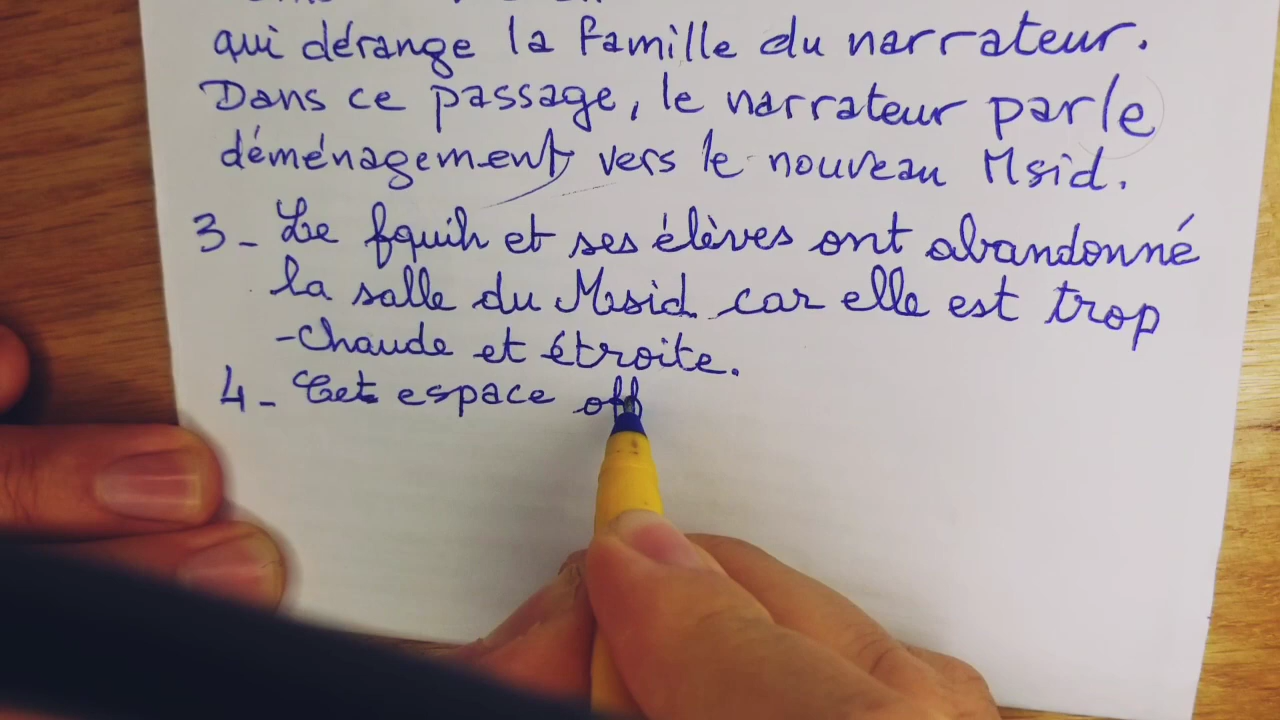 qui dérange la famille du narrateur.
Dans ce passage, le narrateur parle
déménagement vers le nouveau Msid.
3- Le fquih et ses élèves ont abandonné
la salle du Msid car elle est trop
-Chaude et étroite.
4- Cet espace off